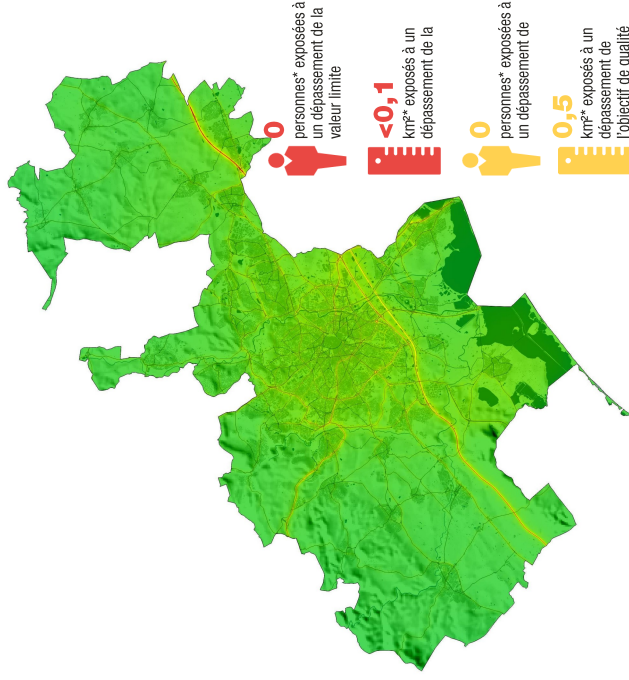 0
personnes* exposées à
un dépassement de la
valeur limite
<0,1
km²* exposés à un
dépassement de la
0
personnes* exposées à
un dépassement de
0,5
km²* exposés à un
dépassement de
l'objectif de qualité